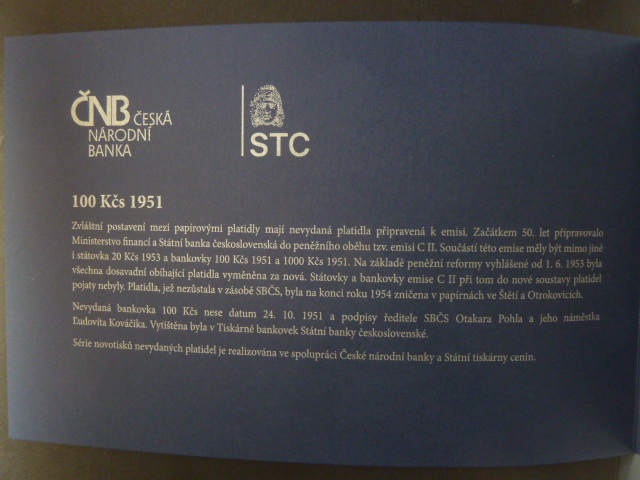 ČNB ČESKÁ
NÁRODNÍ
BANKA
STC
100 Kčs 1951
Zvláštní postavení mezi papírovými platidly mají nevydaná platidla připravená k emisi. Začátkem 50. let připravovalo
Ministerstvo financí a Státní banka československá do peněžního oběhu tzv. emisi C II. Součástí této emise měly být mimo jiné
i státovka 20 Kčs 1953 a bankovky 100 Kčs 1951 a 1000 Kčs 1951. Na základě peněžní reformy vyhlášené od 1. 6. 1953 byla
všechna dosavadní obíhající platidla vyměněna za nová. Státovky a bankovky emise C II při tom do nové soustavy platidel
pojaty nebyly. Platidla, jež nezůstala v zásobě SBČS, byla na konci roku 1954 zničena v papírnách ve Štětí a Otrokovicích.
Nevydaná bankovka 100 Kčs nese datum 24. 10. 1951 a podpisy ředitele SBČS Otakara Pohla a jeho náměstka
Ľudovíta Kováčika. Vytištěna byla v Tiskárně bankovek Státní banky československé.
Série novotisků nevydaných platidel je realizována ve spolupráci České národní banky a Státní tiskárny cenin.